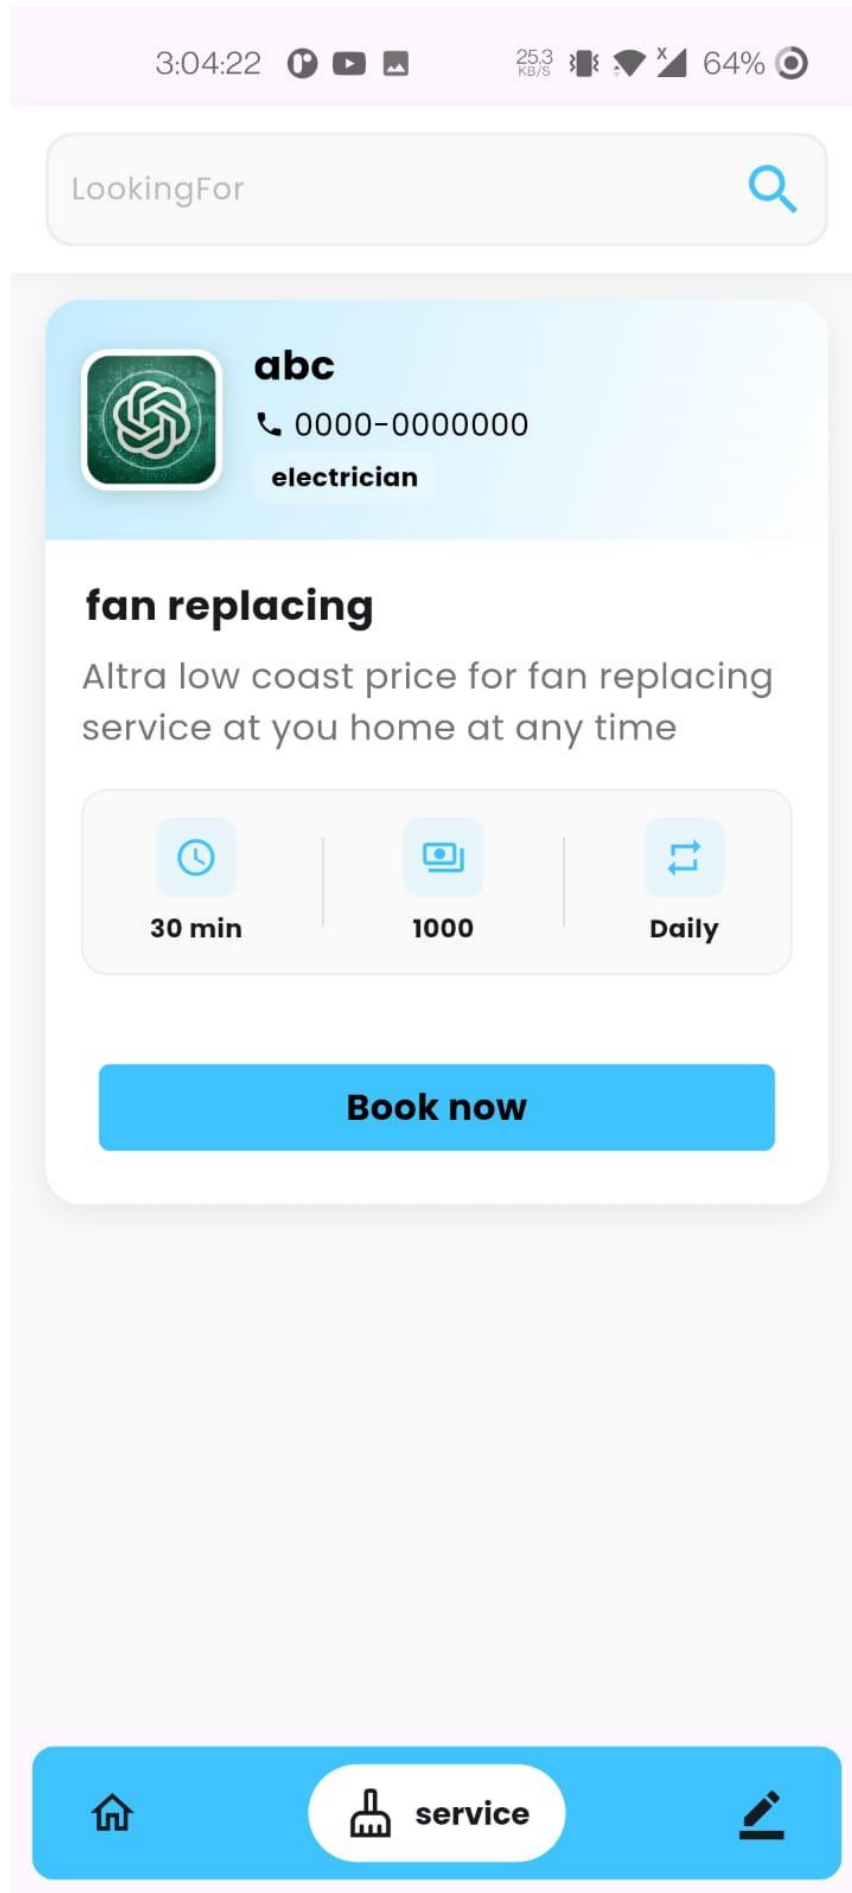 3:04:22 25.3 KB/S 64%
LookingFor
abc
0000-0000000
electrician
fan replacing
Altra low coast price for fan replacing
service at you home at any time
30 min 1000 Daily
Book now
service